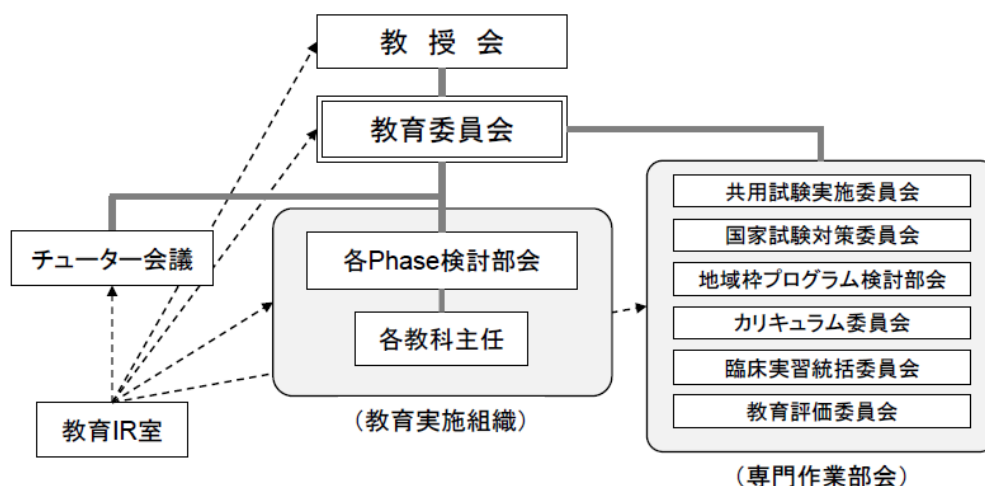 教 授 会
教育委員会
共用試験実施委員会
国家試験対策委員会
チューター会議
各Phase検討部会
地域枠プログラム検討部会
カリキュラム委員会
各教科主任
臨床実習統括委員会
教育評価委員会
教育IR室
（教育実施組織）
（専門作業部会）